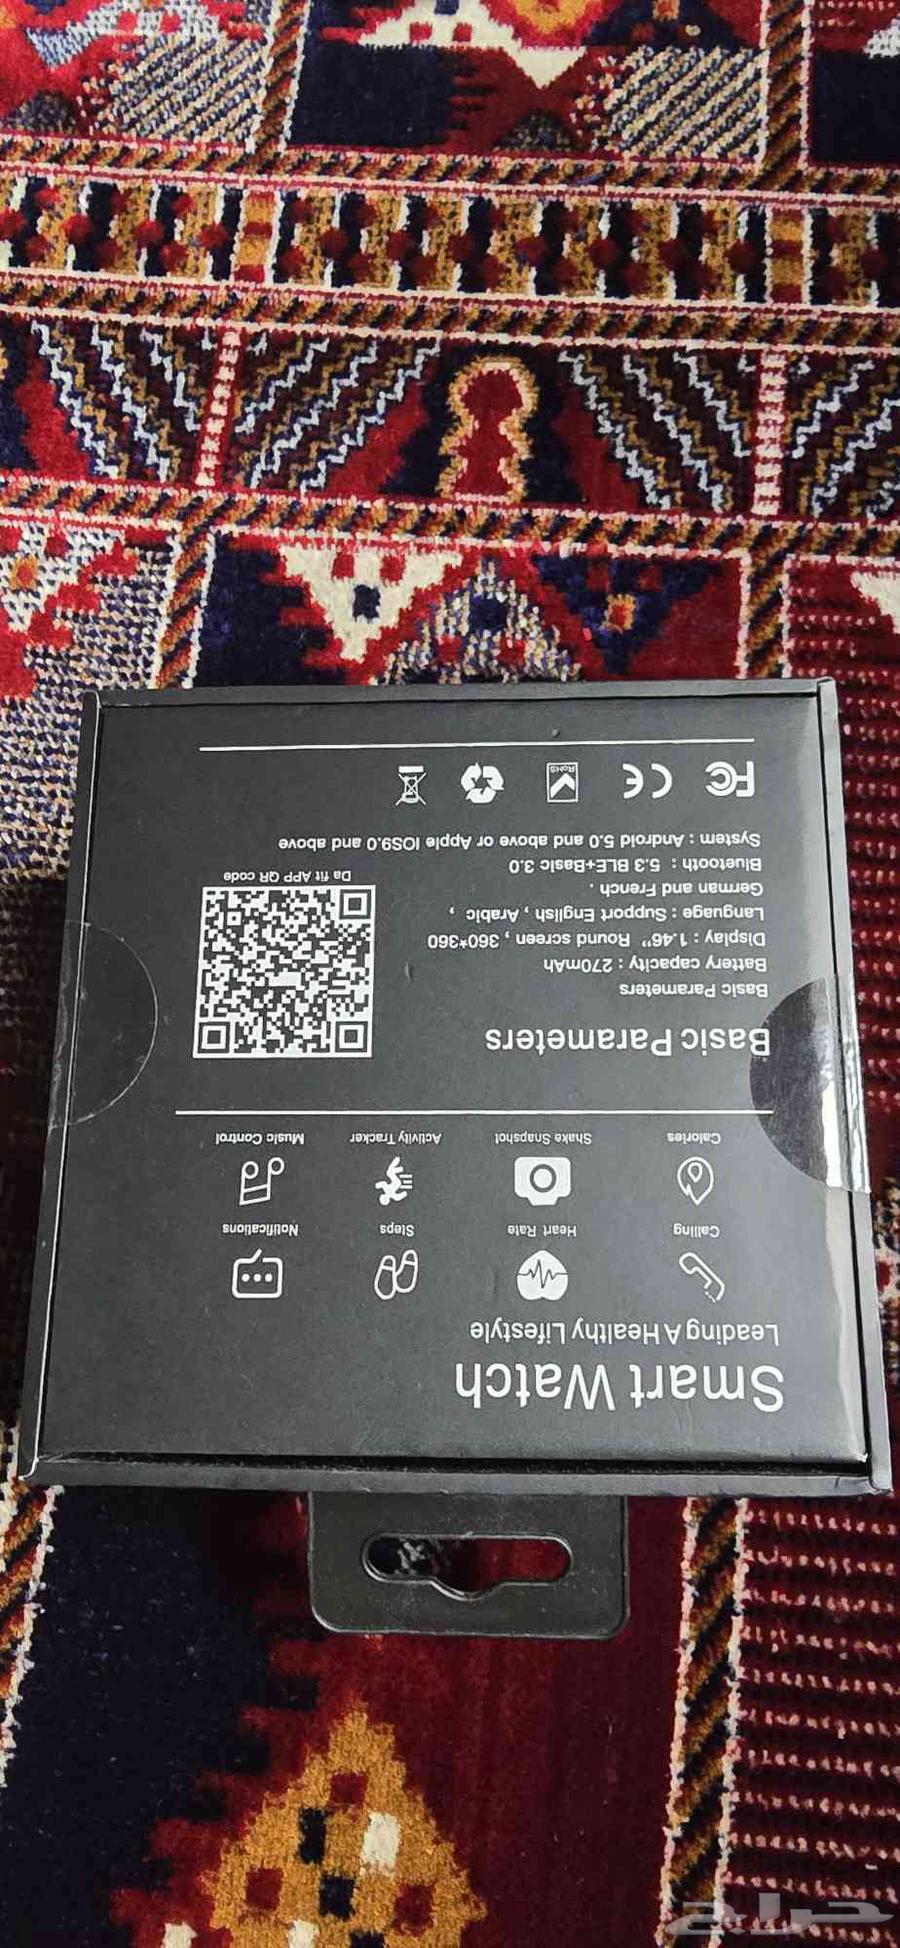 Smart Watch
Leading A Healthy Lifestyle
Calling
Heart Rate
Steps
Notifications
Calories
Shake Snapshot
Activity Tracker
Music Control
Basic Parameters
Basic Parameters
Battery capacity : 270mAh
Display : 1.46" Round screen , 360*360
Language : Support English , Arabic ,
German and French .
Bluetooth : 5.3 BLE+Basic 3.0
System : Android 5.0 and above or Apple IOS9.0 and above
Da fit APP QR code
FC CE RoHS
حراج